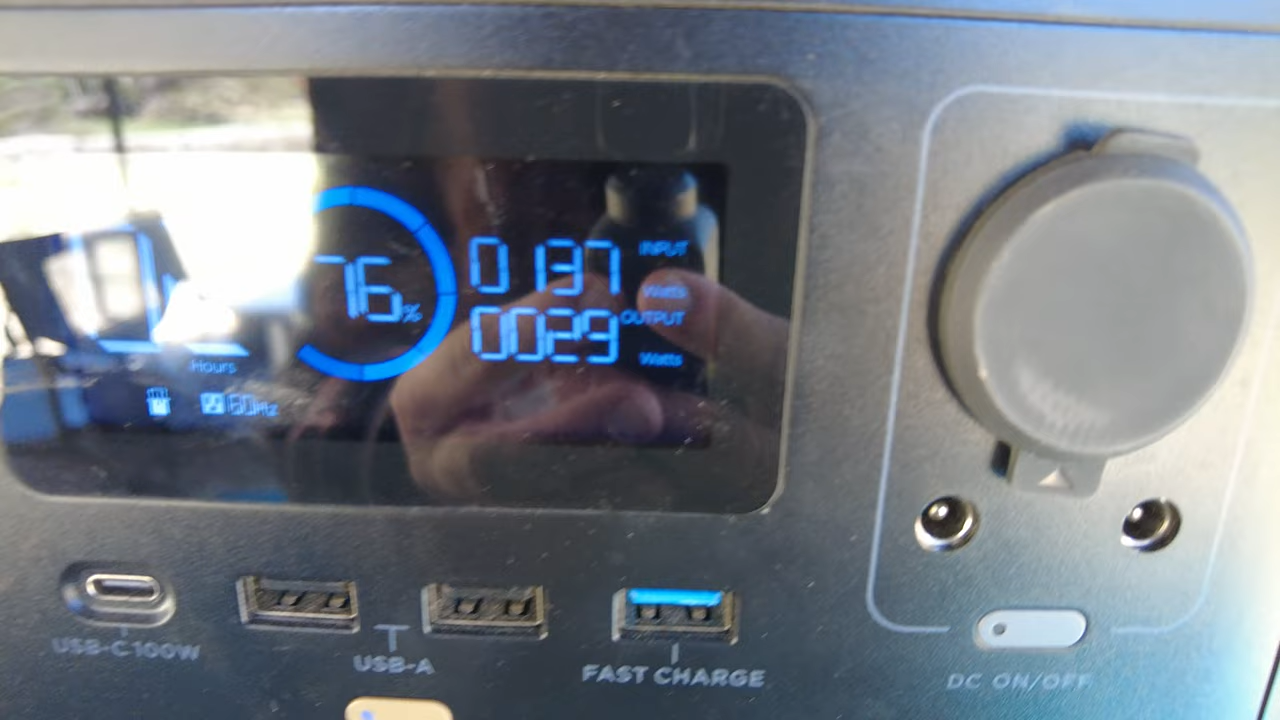 76%
0137 INPUT
Watts
0029 OUTPUT
Watts
Hours
60Hz
USB-C 100W
USB-A
FAST CHARGE
DC ON/OFF